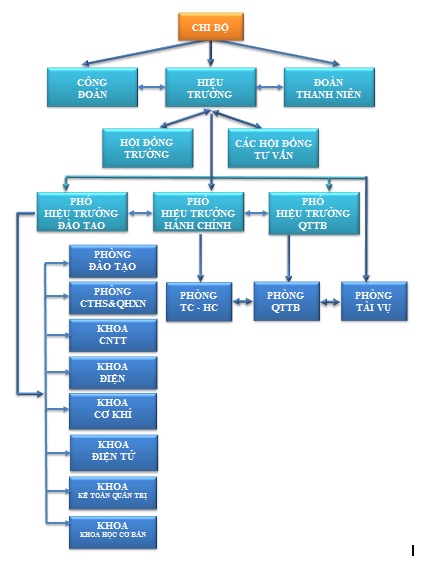 CHI BỘ
CÔNG
ĐOÀN
HIỆU
TRƯỞNG
ĐOÀN
THANH NIÊN
HỘI ĐỒNG
TRƯỜNG
CÁC HỘI ĐỒNG
TƯ VẤN
PHÓ
HIỆU TRƯỞNG
ĐÀO TẠO
PHÓ
HIỆU TRƯỞNG
HÁNH CHÍNH
PHÓ
HIỆU TRƯỞNG
QTTB
PHÒNG
ĐÀO TẠO
PHÒNG
CTHS&QHXN
KHOA
CNTT
KHOA
ĐIỆN
KHOA
CƠ KHÍ
KHOA
ĐIỆN TỬ
KHOA
KẾ TOÁN QUẢN TRỊ
KHOA
KHOA HỌC CƠ BẢN
PHÒNG
TC - HC
PHÒNG
QTTB
PHÒNG
TÀI VỤ